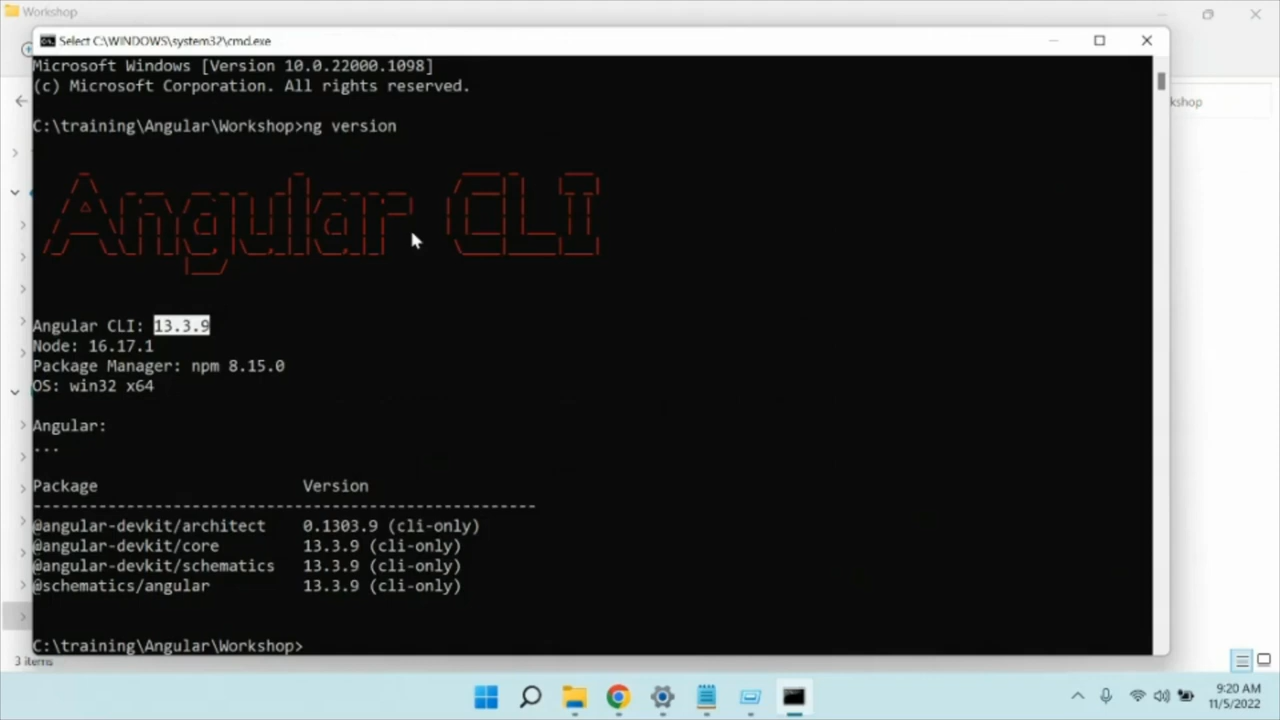 Workshop
Select C:\WINDOWS\system32\cmd.exe
Microsoft Windows [Version 10.0.22000.1098]
(c) Microsoft Corporation. All rights reserved.
C:\training\Angular\Workshop>ng version
Angular CLI
Angular CLI: 13.3.9
Node: 16.17.1
Package Manager: npm 8.15.0
OS: win32 x64
Angular:
...
Package Version
------------------------------------------------------
@angular-devkit/architect 0.1303.9 (cli-only)
@angular-devkit/core 13.3.9 (cli-only)
@angular-devkit/schematics 13.3.9 (cli-only)
@schematics/angular 13.3.9 (cli-only)
C:\training\Angular\Workshop>
kshop
3 items
9:20 AM
11/5/2022